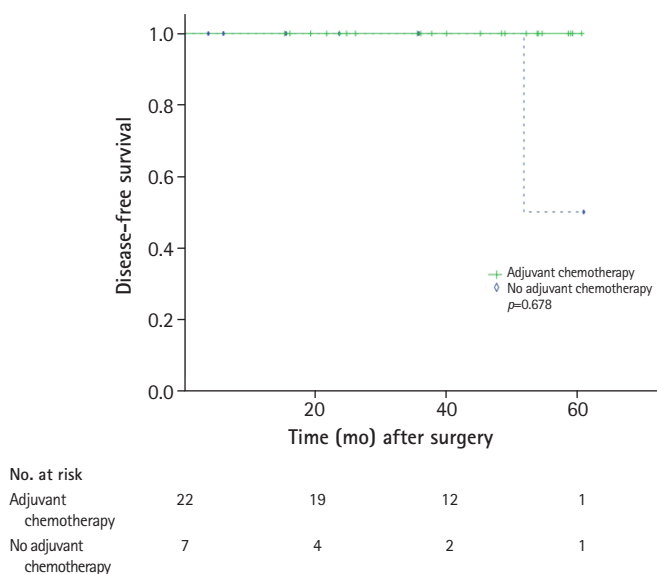 1.0
0.8
0.6
0.4
0.2
0.0
Disease-free survival
Adjuvant chemotherapy
No adjuvant chemotherapy
p=0.678
20 40 60
Time (mo) after surgery
No. at risk
Adjuvant 22 19 12 1
chemotherapy
No adjuvant 7 4 2 1
chemotherapy